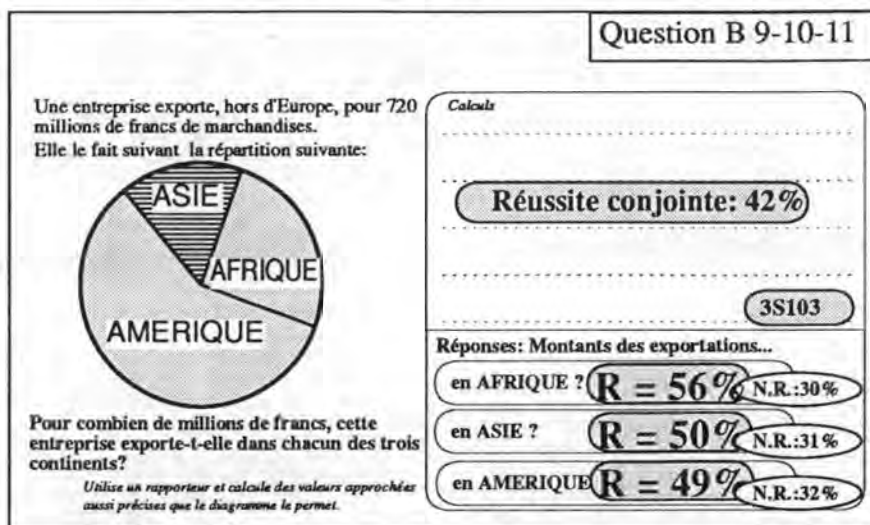 Question B 9-10-11
Une entreprise exporte, hors d'Europe, pour 720
millions de francs de marchandises.
Elle le fait suivant la répartition suivante:
ASIE
AFRIQUE
AMERIQUE
Pour combien de millions de francs, cette
entreprise exporte-t-elle dans chacun des trois
continents?
Utilise un rapporteur et calcule des valeurs approchées
aussi précises que le diagramme le permet.
Calculs
Réussite conjointe: 42%
3S103
Réponses: Montants des exportations...
en AFRIQUE ? R = 56% N.R.:30%
en ASIE ? R = 50% N.R.:31%
en AMERIQUE R = 49% N.R.:32%